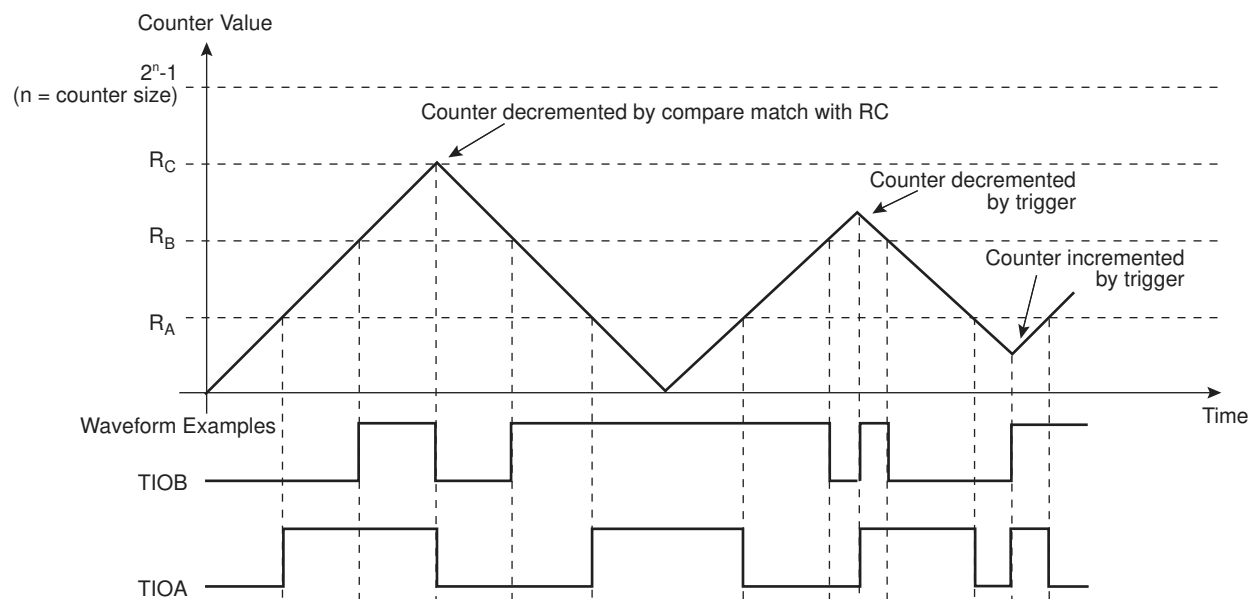 Counter Value
2ⁿ-1
(n = counter size)
Counter decremented by compare match with RC
R_C
Counter decremented
by trigger
R_B
Counter incremented
by trigger
R_A
Time
Waveform Examples
TIOB
TIOA